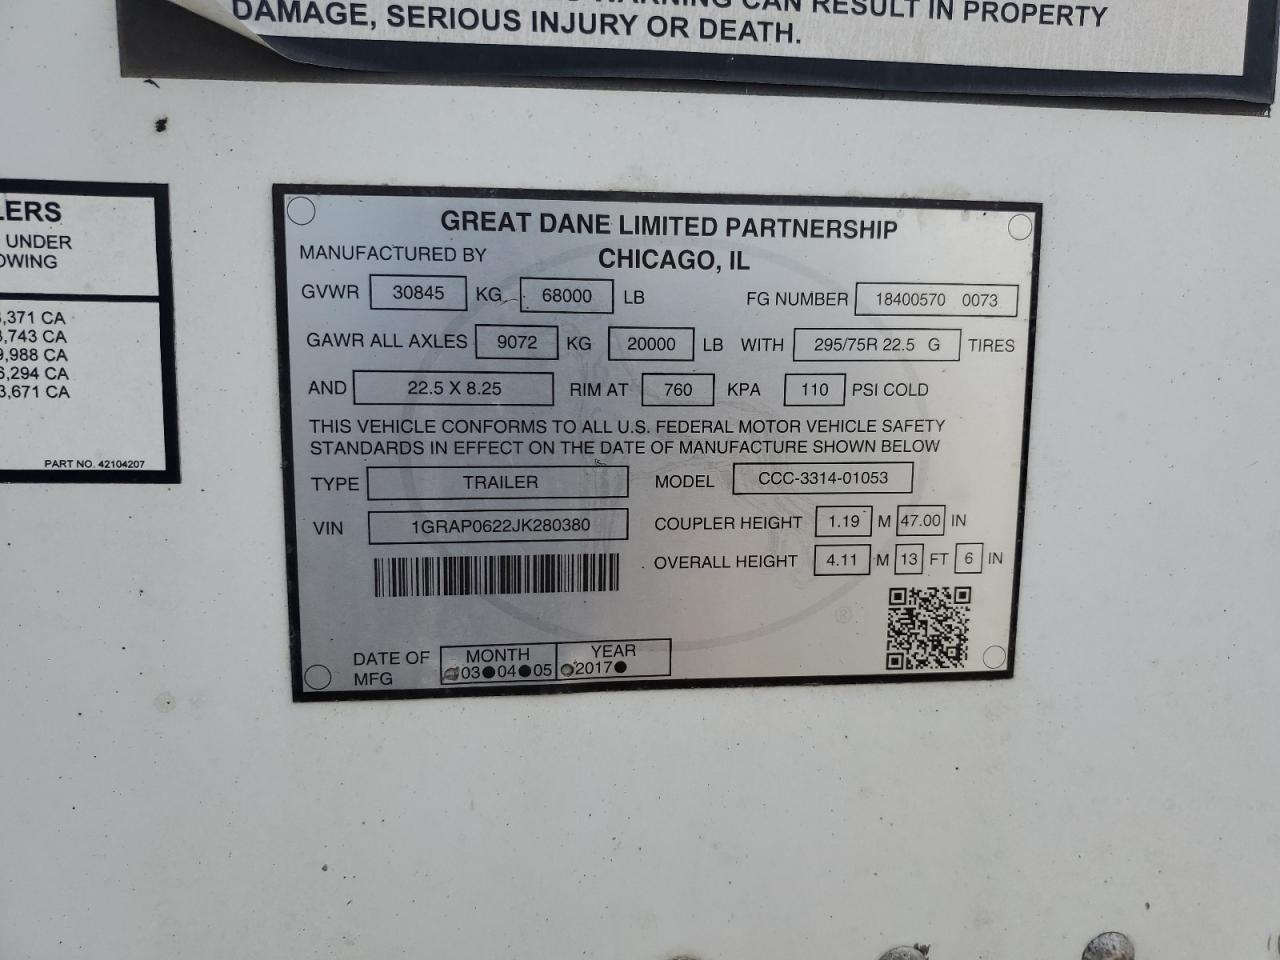 WARNING CAN RESULT IN PROPERTY
DAMAGE, SERIOUS INJURY OR DEATH.
LERS
UNDER
OWING
,371 CA
,743 CA
,988 CA
,294 CA
,671 CA
PART NO. 42104207
GREAT DANE LIMITED PARTNERSHIP
MANUFACTURED BY CHICAGO, IL
GVWR 30845 KG 68000 LB FG NUMBER 18400570 0073
GAWR ALL AXLES 9072 KG 20000 LB WITH 295/75R 22.5 G TIRES
AND 22.5 X 8.25 RIM AT 760 KPA 110 PSI COLD
THIS VEHICLE CONFORMS TO ALL U.S. FEDERAL MOTOR VEHICLE SAFETY
STANDARDS IN EFFECT ON THE DATE OF MANUFACTURE SHOWN BELOW
TYPE TRAILER MODEL CCC-3314-01053
VIN 1GRAP0622JK280380 COUPLER HEIGHT 1.19 M 47.00 IN
OVERALL HEIGHT 4.11 M 13 FT 6 IN
®
DATE OF MFG MONTH YEAR
03●04●05 2017●